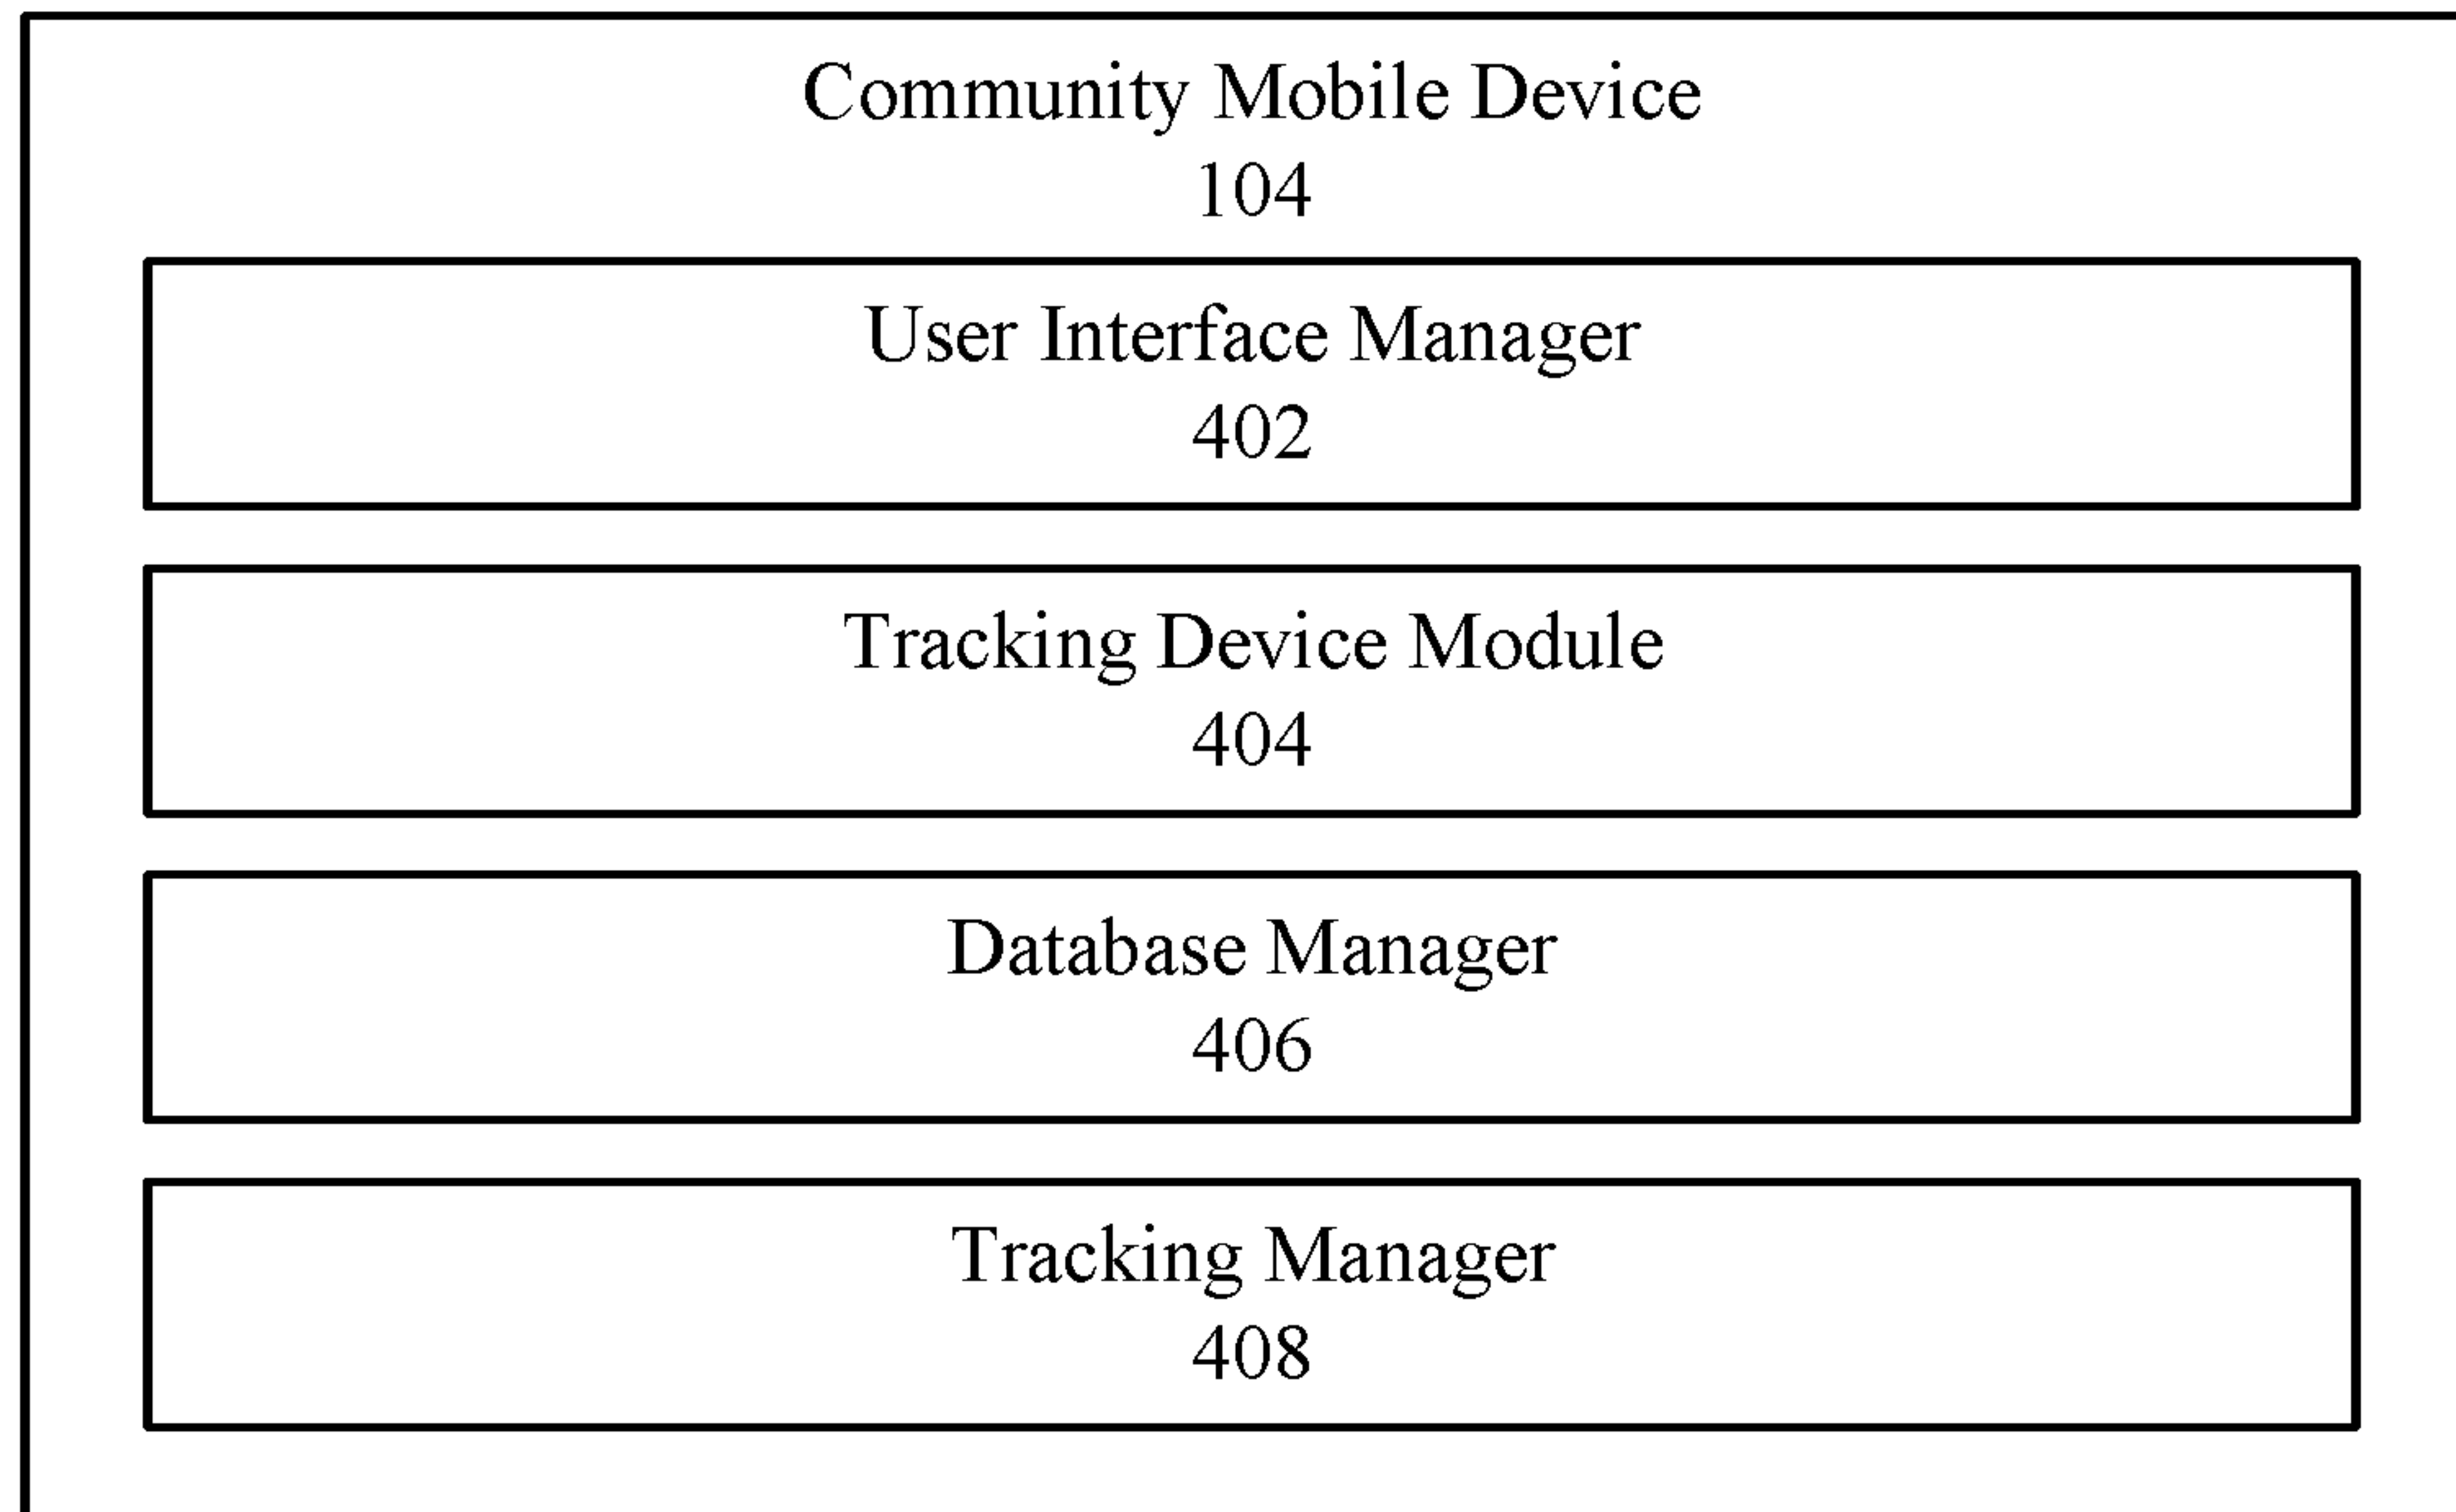 Community Mobile Device
104
User Interface Manager
402
Tracking Device Module
404
Database Manager
406
Tracking Manager
408